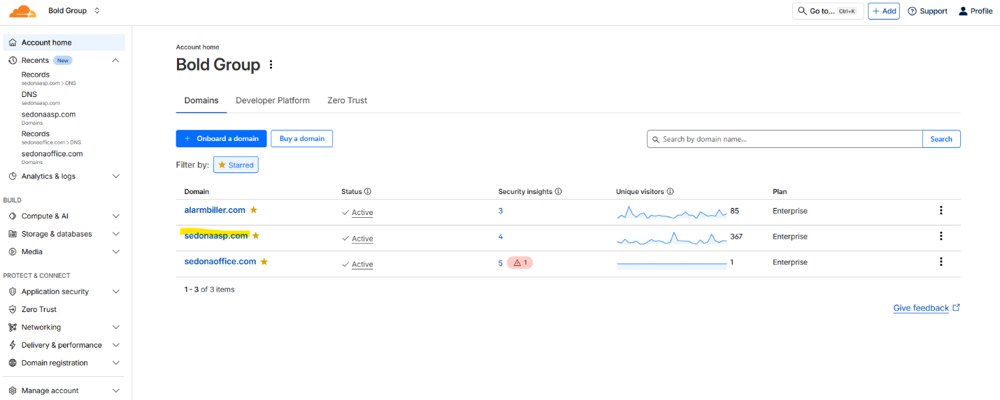 Bold Group
Go to... Ctrl+K
+ Add
Support
Profile
Account home
Recents New
Records
sedonaasp.com > DNS
DNS
sedonaasp.com
sedonaasp.com
Domains
Records
sedonaoffice.com > DNS
sedonaoffice.com
Domains
Analytics & logs
BUILD
Compute & AI
Storage & databases
Media
PROTECT & CONNECT
Application security
Zero Trust
Networking
Delivery & performance
Domain registration
Manage account
Account home
Bold Group
Domains Developer Platform Zero Trust
+ Onboard a domain Buy a domain
Search by domain name... Search
Filter by: Starred
Domain Status Security insights Unique visitors Plan
alarmbiller.com Active 3 85 Enterprise
sedonaasp.com Active 4 367 Enterprise
sedonaoffice.com Active 5 1 1 Enterprise
1 - 3 of 3 items
Give feedback